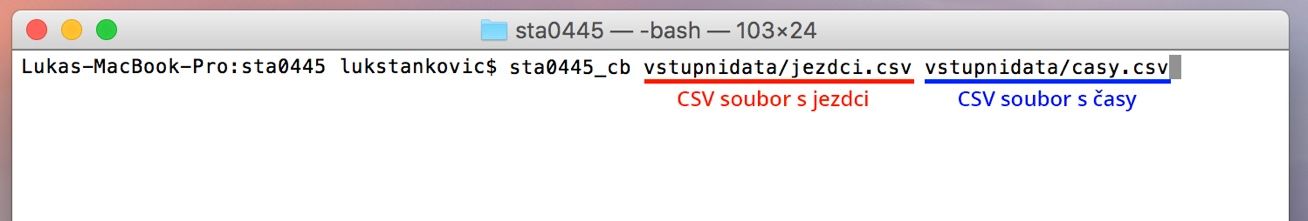 sta0445 — -bash — 103×24
Lukas-MacBook-Pro:sta0445 lukstankovic$ sta0445_cb vstupnidata/jezdci.csv vstupnidata/casy.csv
CSV soubor s jezdci CSV soubor s časy